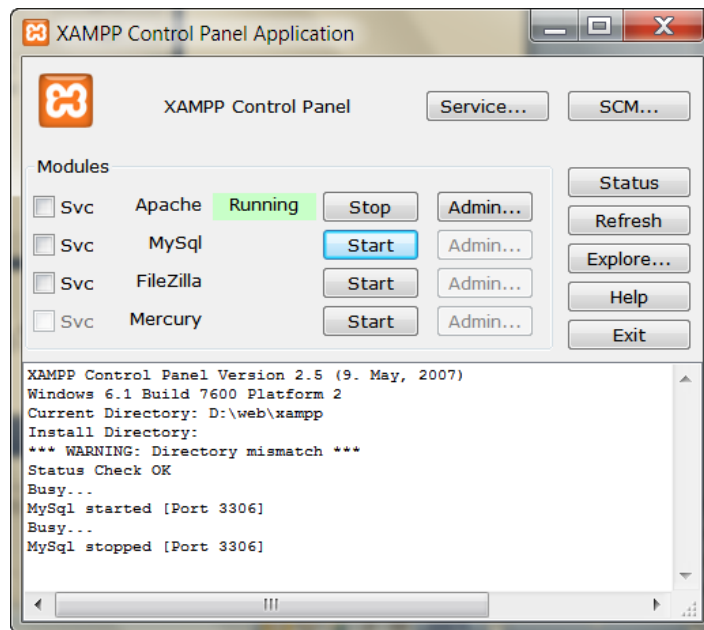 XAMPP Control Panel Application
XAMPP Control Panel
Service...
SCM...
Modules
Svc Apache Running Stop Admin...
Svc MySql Start Admin...
Svc FileZilla Start Admin...
Svc Mercury Start Admin...
Status
Refresh
Explore...
Help
Exit
XAMPP Control Panel Version 2.5 (9. May, 2007)
Windows 6.1 Build 7600 Platform 2
Current Directory: D:\web\xampp
Install Directory:
*** WARNING: Directory mismatch ***
Status Check OK
Busy...
MySql started [Port 3306]
Busy...
MySql stopped [Port 3306]